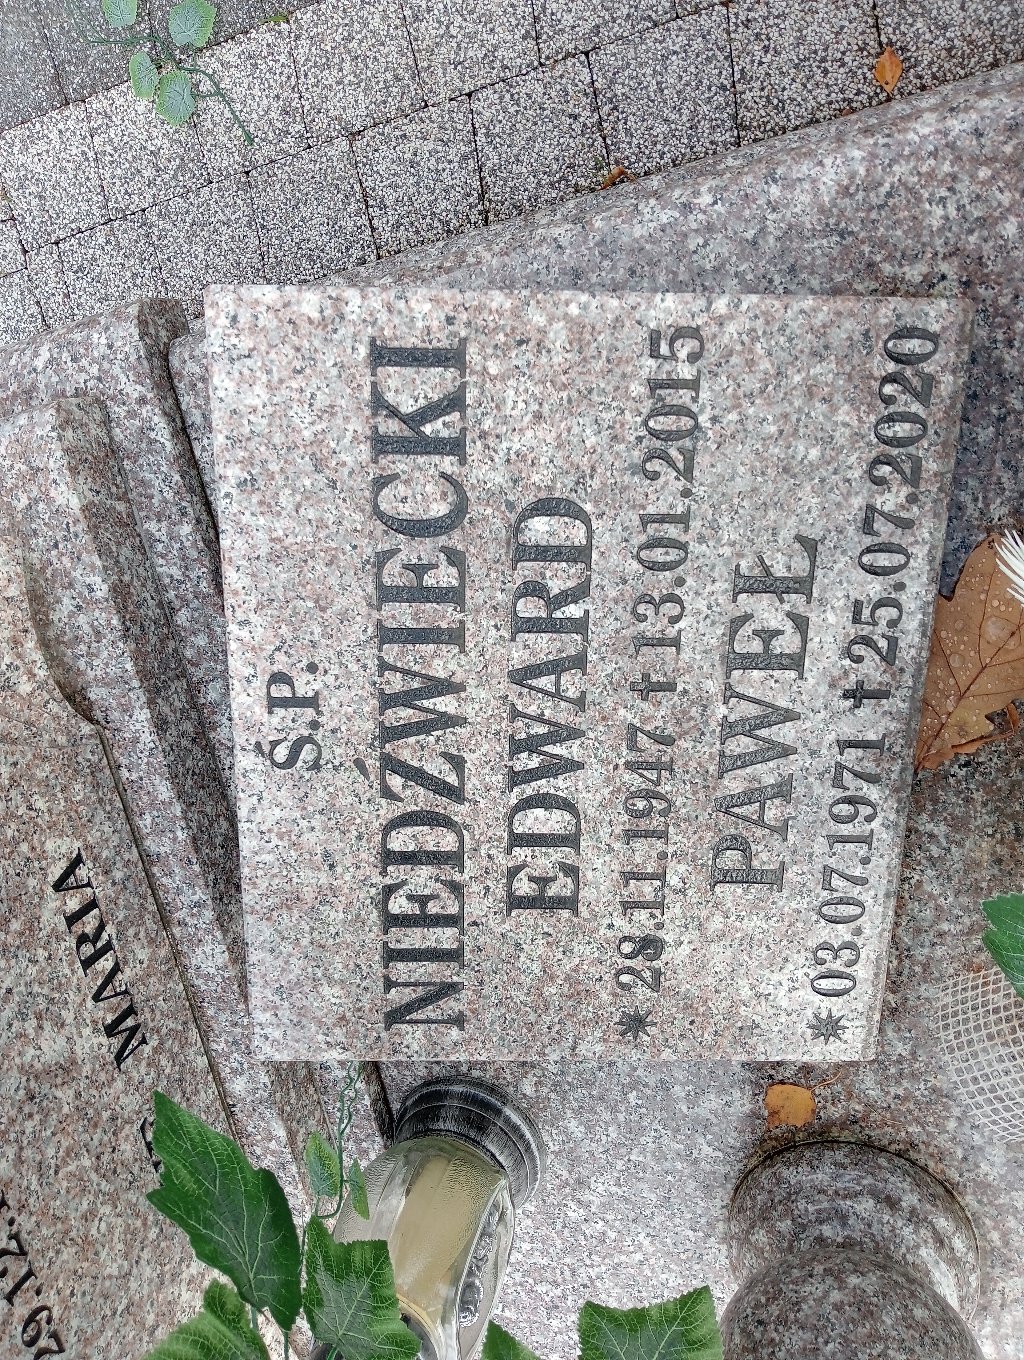 Ś.P.
NIEDŹWIECKI
EDWARD
*28.11.1947 †13.01.2015
PAWEŁ
*03.07.1971 †25.07.2020
MARIA